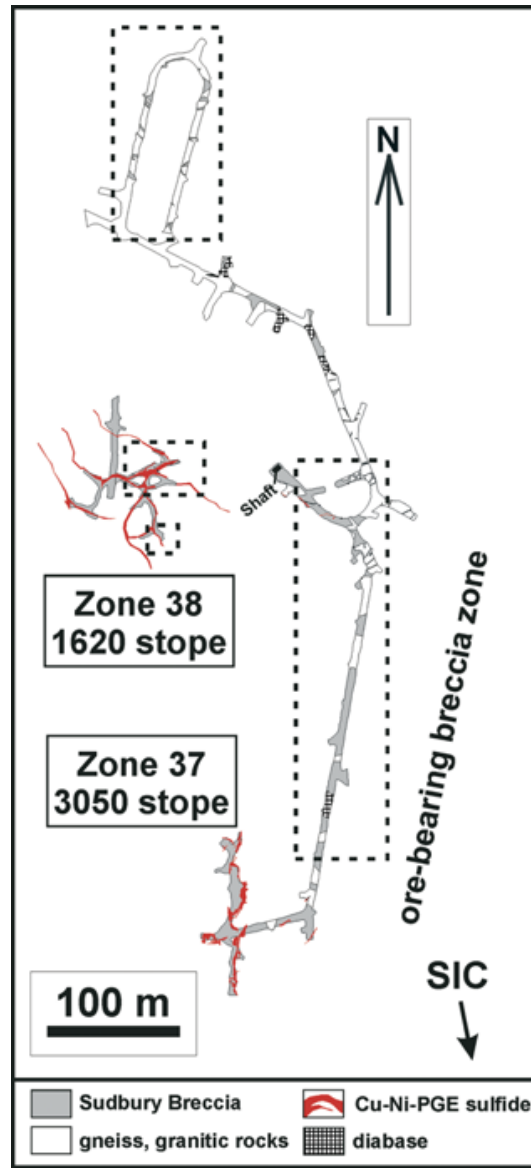 N
Shaft
Zone 38
1620 stope
Zone 37
3050 stope
ore-bearing breccia zone
SIC
100 m
Sudbury Breccia
Cu-Ni-PGE sulfide
gneiss, granitic rocks
diabase